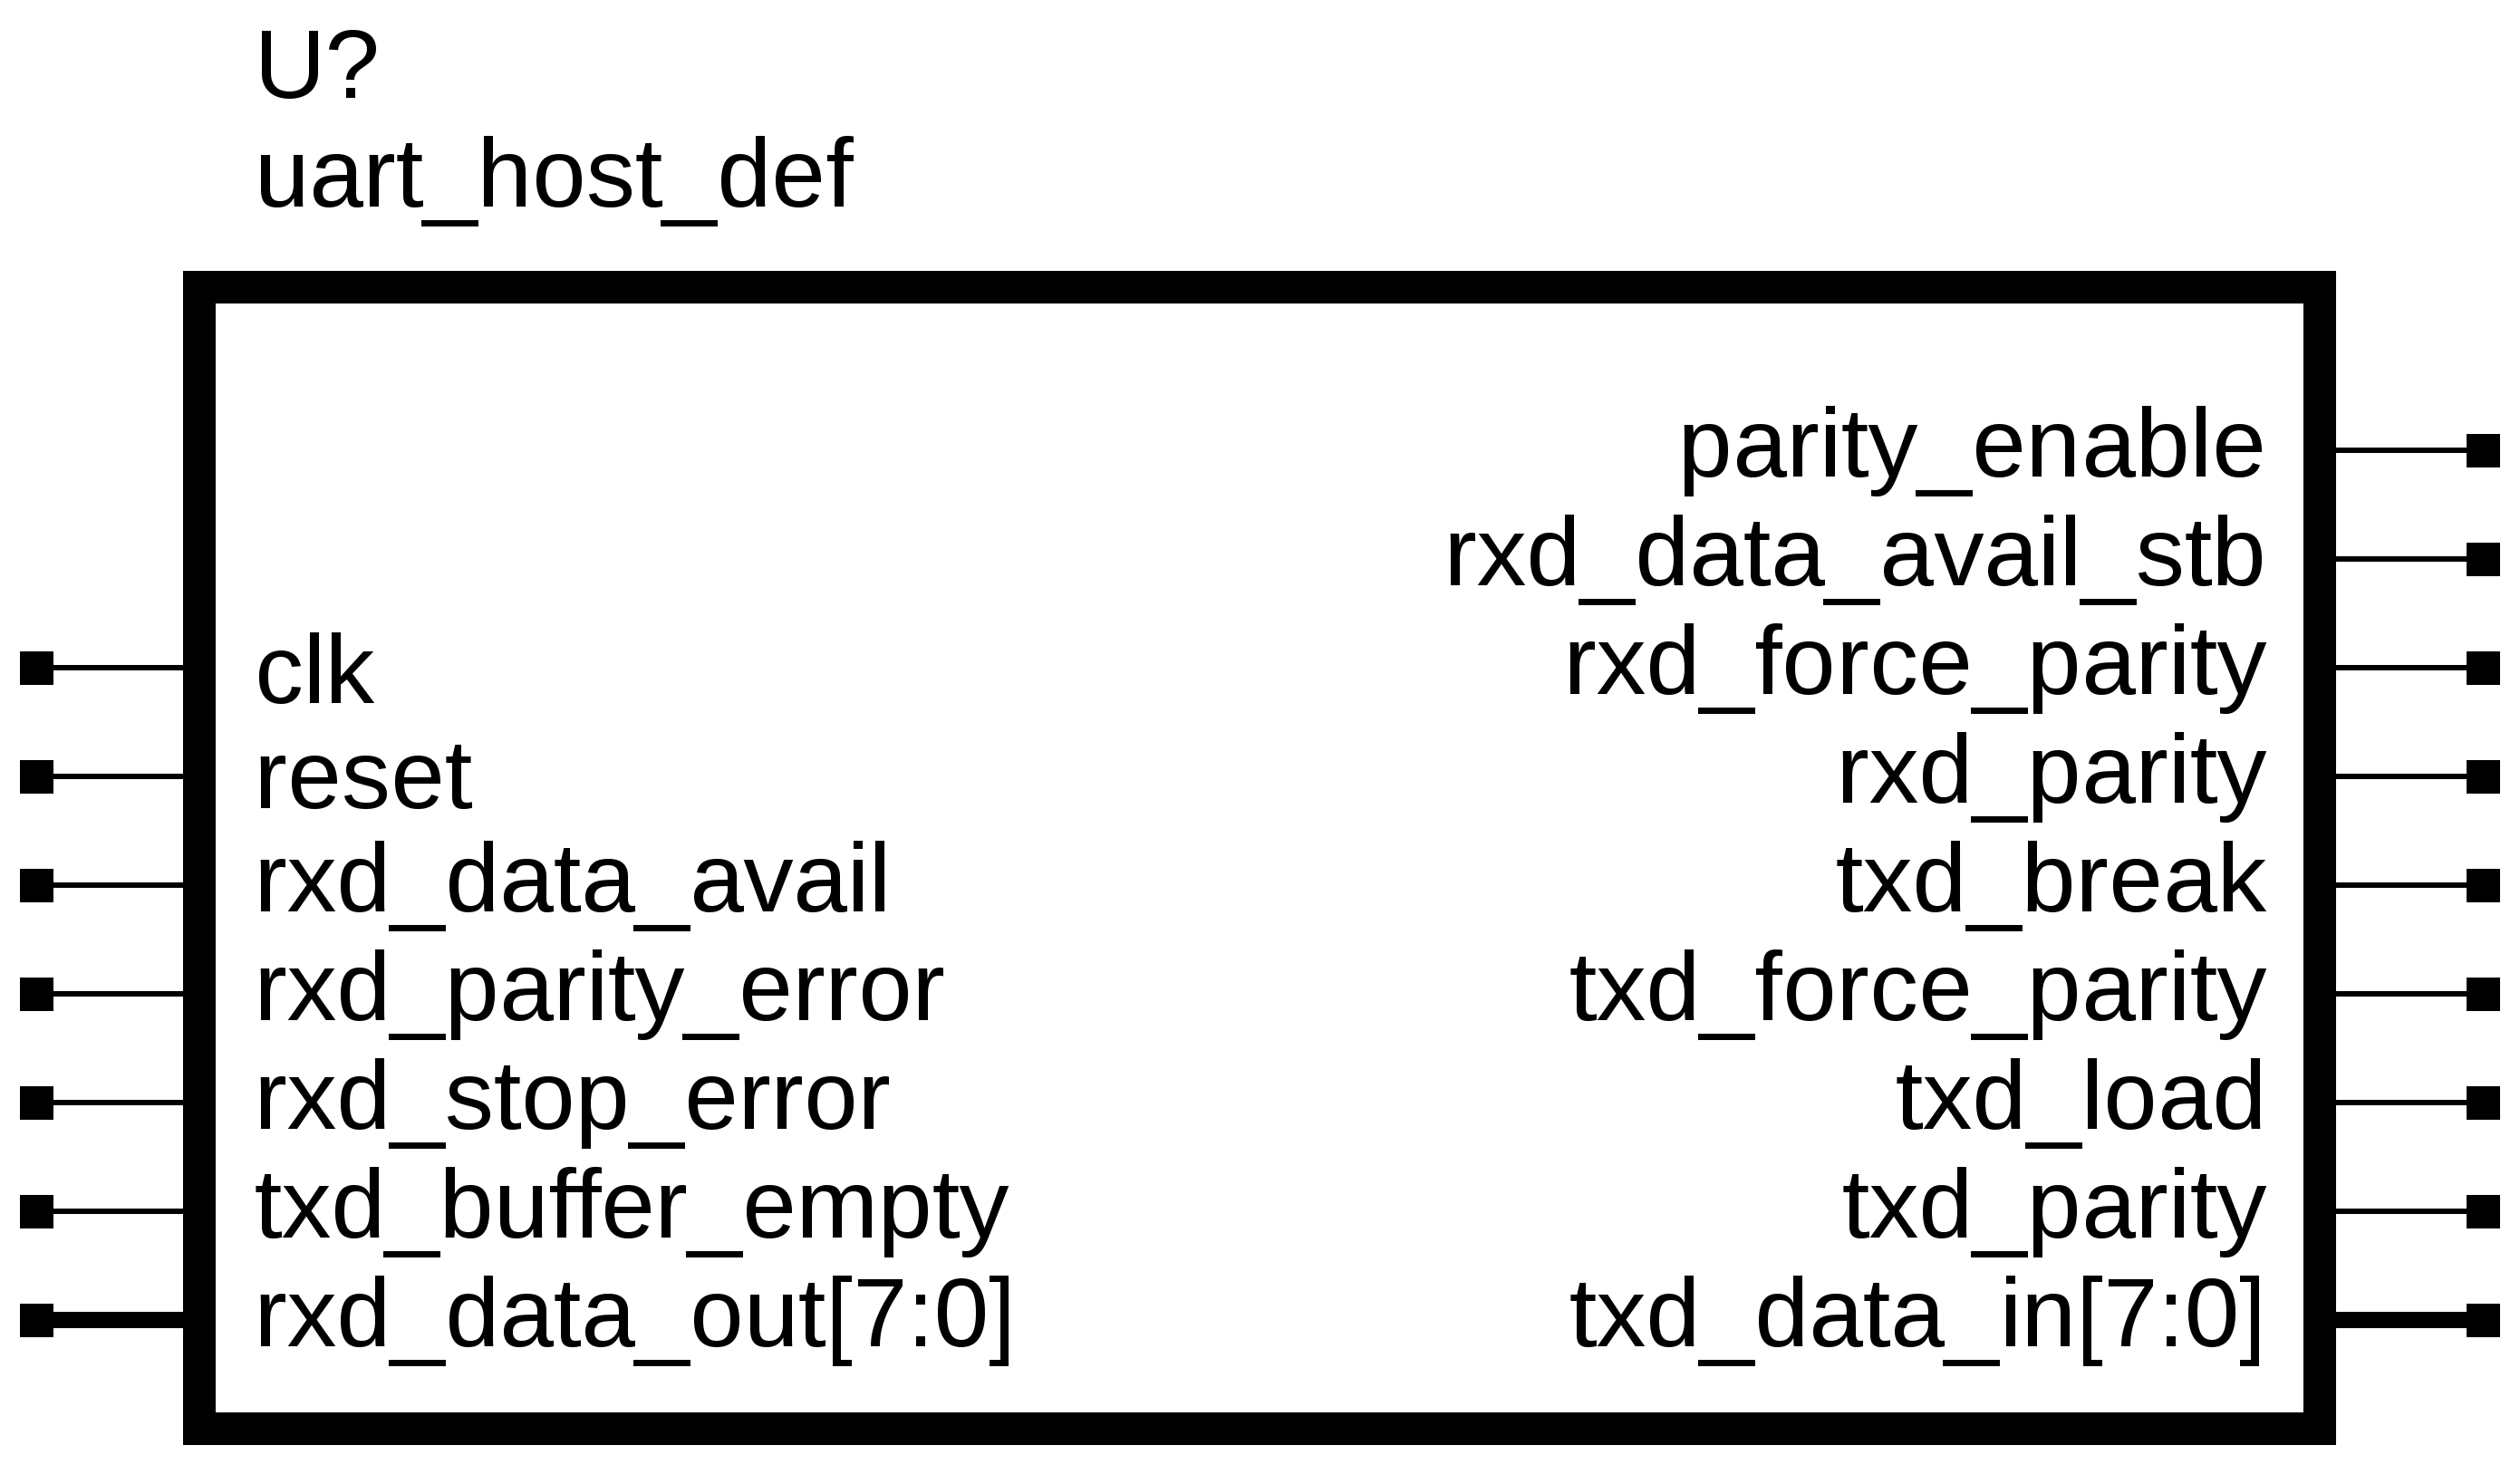 U?
uart_host_def
parity_enable
rxd_data_avail_stb
clk
rxd_force_parity
reset
rxd_parity
rxd_data_avail
txd_break
rxd_parity_error
txd_force_parity
rxd_stop_error
txd_load
txd_buffer_empty
txd_parity
rxd_data_out[7:0]
txd_data_in[7:0]